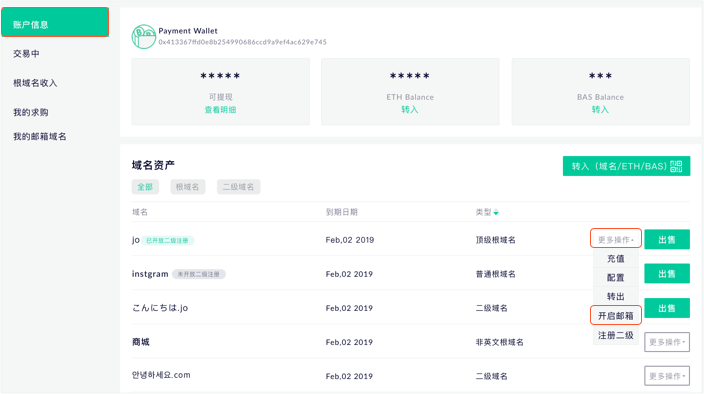 账户信息
交易中
根域名收入
我的求购
我的邮箱域名
Payment Wallet
0x413367ffd0e8b254990686ccd9a9ef4ac629e745
*****
可提现
查看明细
*****
ETH Balance
转入
***
BAS Balance
转入
域名资产
转入（域名/ETH/BAS）
全部 根域名 二级域名
域名 到期日期 类型
jo 已开放二级注册 Feb,02 2019 顶级根域名 更多操作 出售
充值
配置
转出
开启邮箱
注册二级
instgram 未开放二级注册 Feb,02 2019 普通根域名 出售
こんにちは.jo Feb,02 2019 二级域名 出售
商城 Feb,02 2019 非英文根域名 更多操作
안녕하세요.com Feb,02 2019 二级域名 更多操作